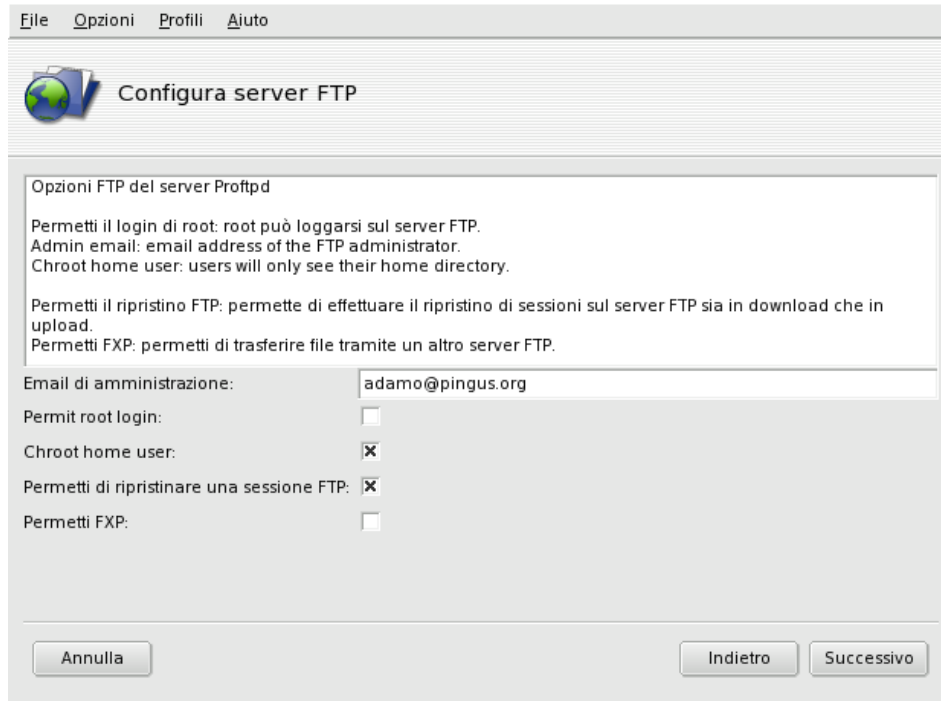 File Opzioni Profili Aiuto
Configura server FTP
Opzioni FTP del server Proftpd
Permetti il login di root: root può loggarsi sul server FTP.
Admin email: email address of the FTP administrator.
Chroot home user: users will only see their home directory.
Permetti il ripristino FTP: permette di effettuare il ripristino di sessioni sul server FTP sia in download che in
upload.
Permetti FXP: permetti di trasferire file tramite un altro server FTP.
Email di amministrazione: adamo@pingus.org
Permit root login:
Chroot home user:
Permetti di ripristinare una sessione FTP:
Permetti FXP:
Annulla Indietro Successivo